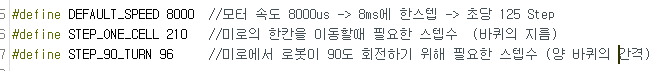 5 #define DEFAULT_SPEED 8000 //모터 속도 8000us -> 8ms에 한스텝 -> 초당 125 Step
6 #define STEP_ONE_CELL 210 //미로의 한칸을 이동할때 필요한 스텝수 (바퀴의 지름)
7 #define STEP_90_TURN 96 //미로에서 로봇이 90도 회전하기 위해 필요한 스텝수 (양 바퀴의 간격)